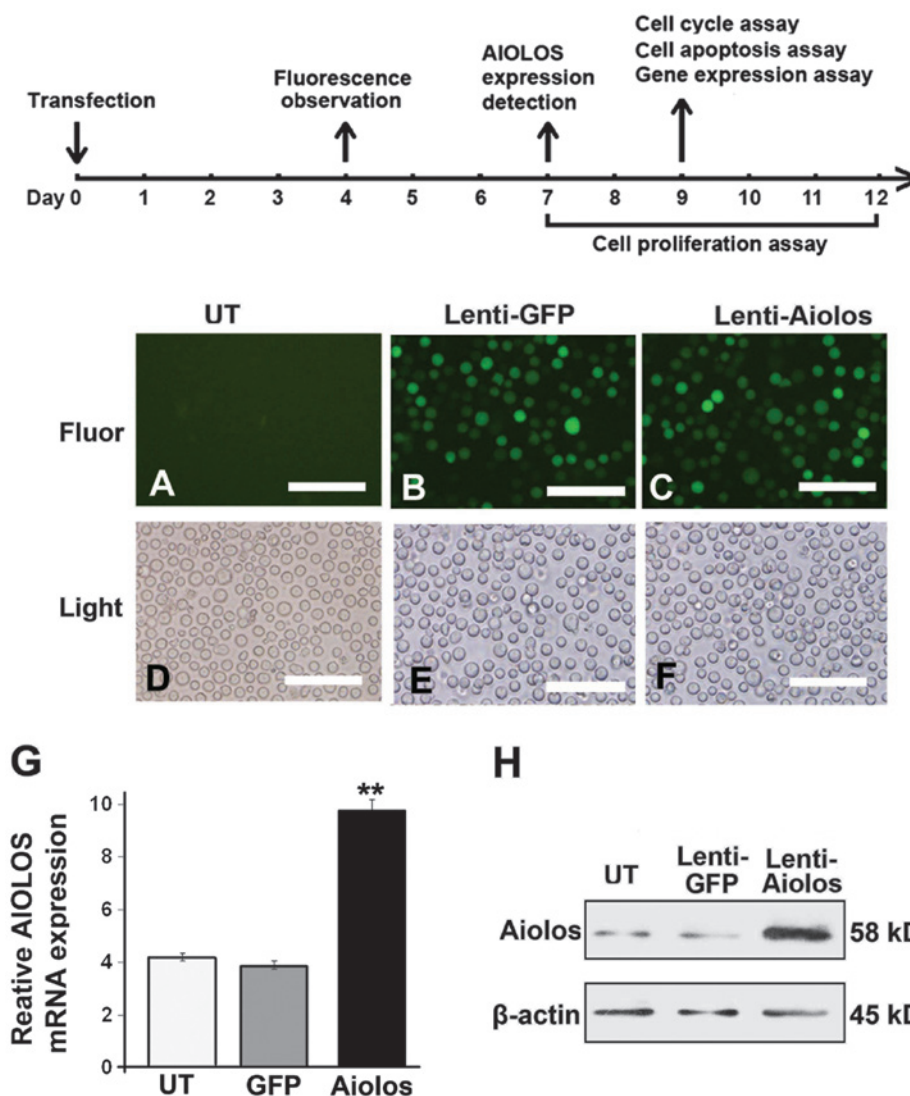 Cell cycle assay
Cell apoptosis assay
Gene expression assay
AIOLOS
expression
detection
Fluorescence
observation
Transfection
Day 0 1 2 3 4 5 6 7 8 9 10 11 12
Cell proliferation assay
UT Lenti-GFP Lenti-Aiolos
Fluor
A B C
Light
D E F
G
Reative AIOLOS
mRNA expression
**
10
8
6
4
2
0
UT GFP Aiolos
H
UT Lenti-
GFP Lenti-
Aiolos
Aiolos 58 kD
β-actin 45 kD